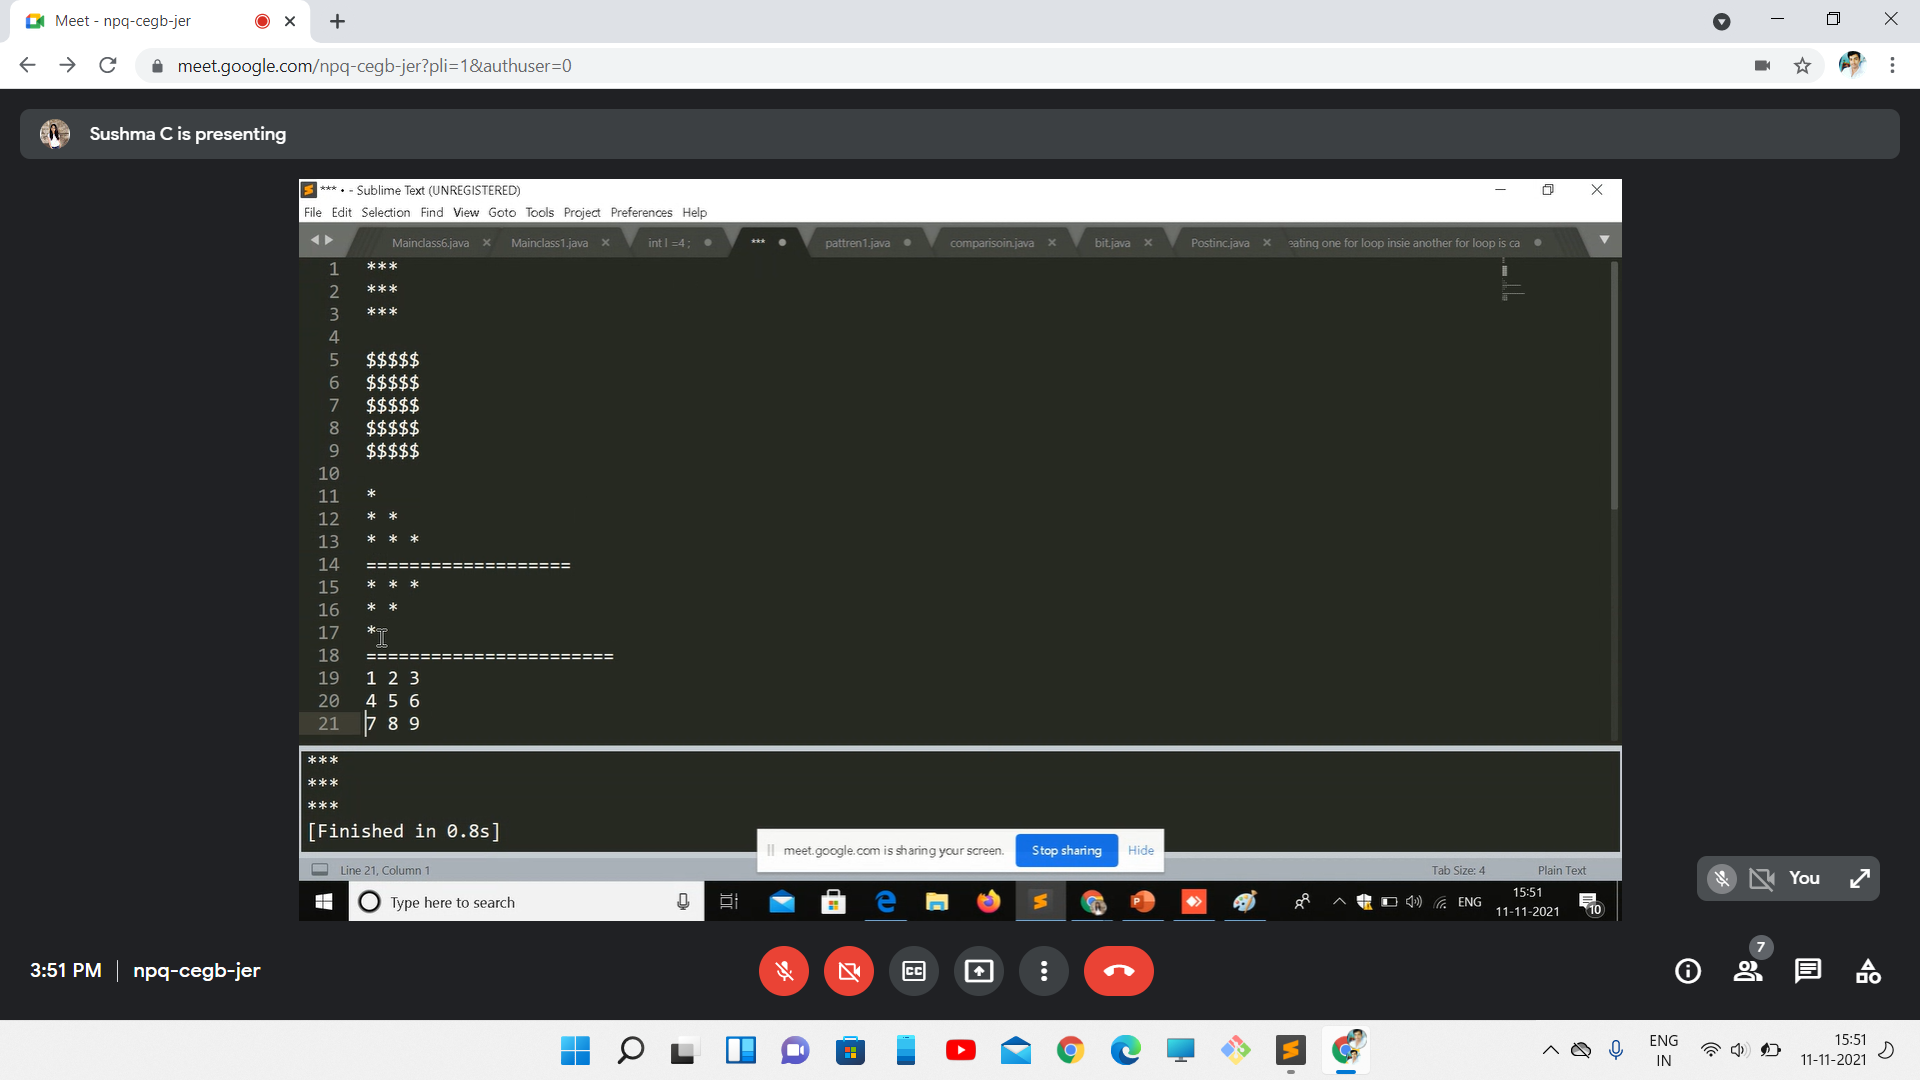 Meet - npq-cegb-jer
meet.google.com/npq-cegb-jer?pli=1&authuser=0
Sushma C is presenting
*** • - Sublime Text (UNREGISTERED)
File Edit Selection Find View Goto Tools Project Preferences Help
Mainclass6.java Mainclass1.java int I =4 ; *** pattren1.java comparisoin.java bit.java Postinc.java eating one for loop insie another for loop is ca
1 ***
2 ***
3 ***
4
5 $$$$$
6 $$$$$
7 $$$$$
8 $$$$$
9 $$$$$
10
11 *
12 * *
13 * * *
14 ===================
15 * * *
16 * *
17 *
18 =======================
19 1 2 3
20 4 5 6
21 7 8 9
***
***
***
[Finished in 0.8s]
meet.google.com is sharing your screen. Stop sharing Hide
Line 21, Column 1 Tab Size: 4 Plain Text
You
Type here to search ENG 15:51 11-11-2021 10
3:51 PM npq-cegb-jer CC 7
ENG IN 15:51 11-11-2021